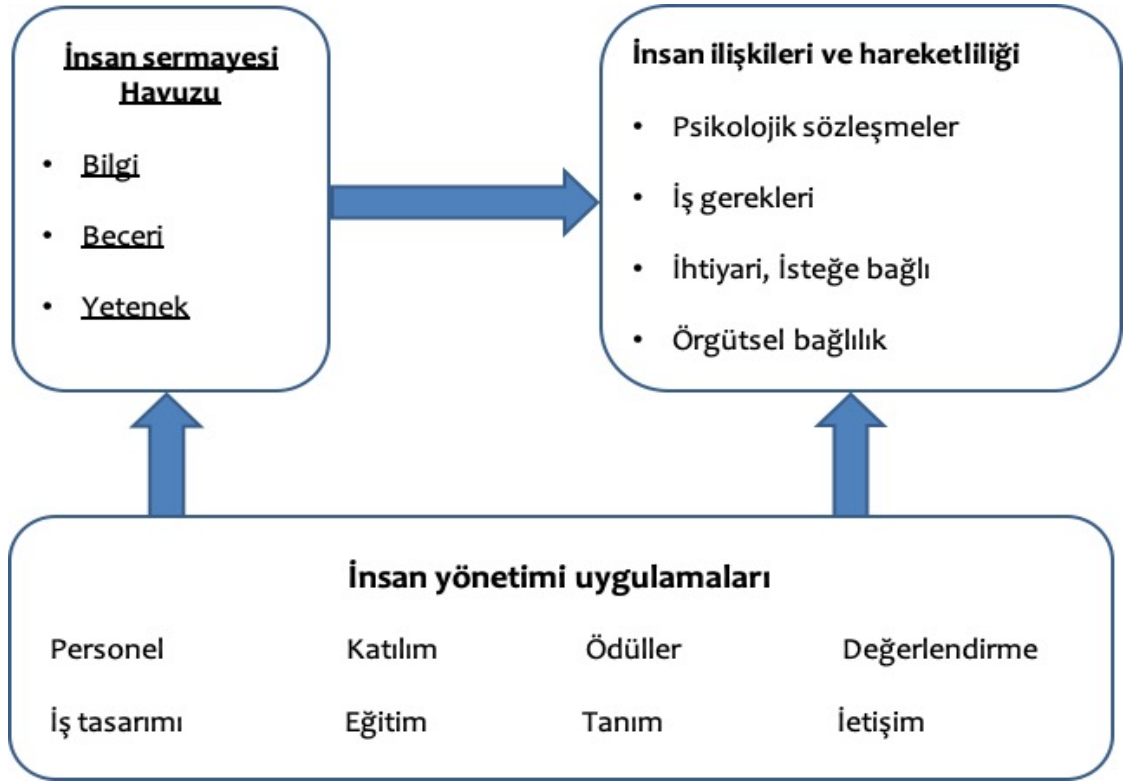 İnsan sermayesi
Havuzu
• Bilgi
• Beceri
• Yetenek
İnsan ilişkileri ve hareketliliği
• Psikolojik sözleşmeler
• İş gerekleri
• İhtiyari, İsteğe bağlı
• Örgütsel bağlılık
İnsan yönetimi uygulamaları
Personel Katılım Ödüller Değerlendirme
İş tasarımı Eğitim Tanım İletişim